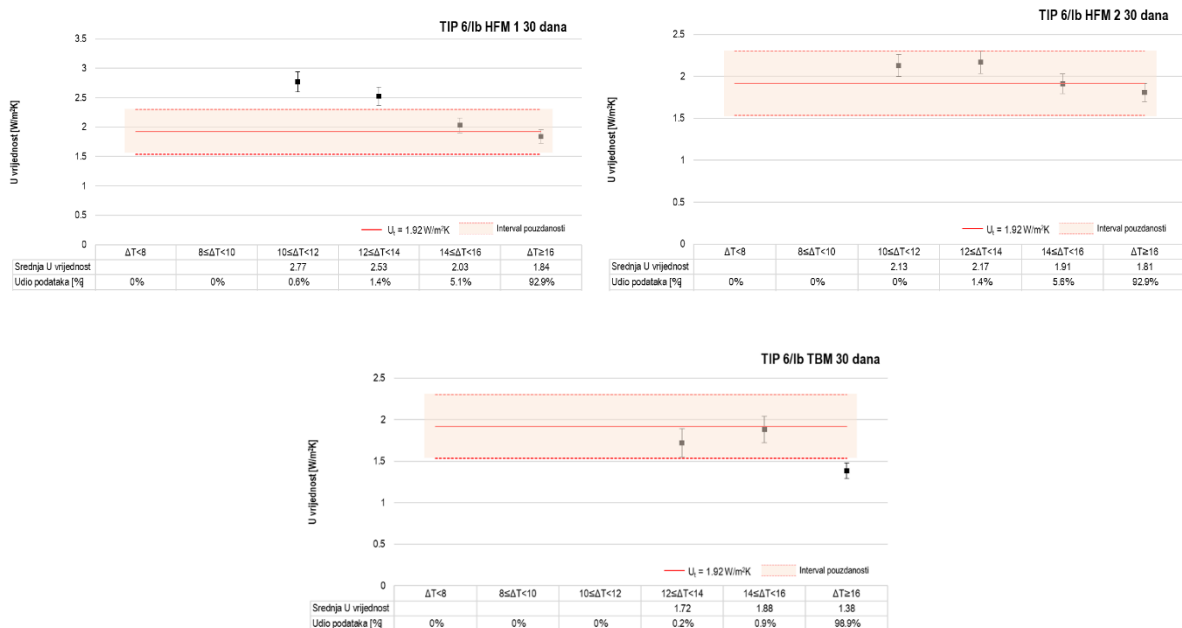 TIP 6/Ib HFM 1 30 dana
3.5
3
2.5
2
1.5
1
0.5
0
U vrijednost [W/m²K]
Uₜ = 1.92 W/m²K Interval pouzdanosti
ΔT<8 8≤ΔT<10 10≤ΔT<12 12≤ΔT<14 14≤ΔT<16 ΔT≥16
Srednja U vrijednost 2.77 2.53 2.03 1.84
Udio podataka [%] 0% 0% 0.6% 1.4% 5.1% 92.9%
TIP 6/Ib HFM 2 30 dana
2.5
2
1.5
1
0.5
0
U vrijednost [W/m²K]
Uₜ = 1.92 W/m²K Interval pouzdanosti
ΔT<8 8≤ΔT<10 10≤ΔT<12 12≤ΔT<14 14≤ΔT<16 ΔT≥16
Srednja U vrijednost 2.13 2.17 1.91 1.81
Udio podataka [%] 0% 0% 0% 1.4% 5.6% 92.9%
TIP 6/Ib TBM 30 dana
2.5
2
1.5
1
0.5
0
U vrijednost [W/m²K]
Uₜ = 1.92 W/m²K Interval pouzdanosti
ΔT<8 8≤ΔT<10 10≤ΔT<12 12≤ΔT<14 14≤ΔT<16 ΔT≥16
Srednja U vrijednost 1.72 1.88 1.38
Udio podataka [%] 0% 0% 0% 0.2% 0.9% 98.9%